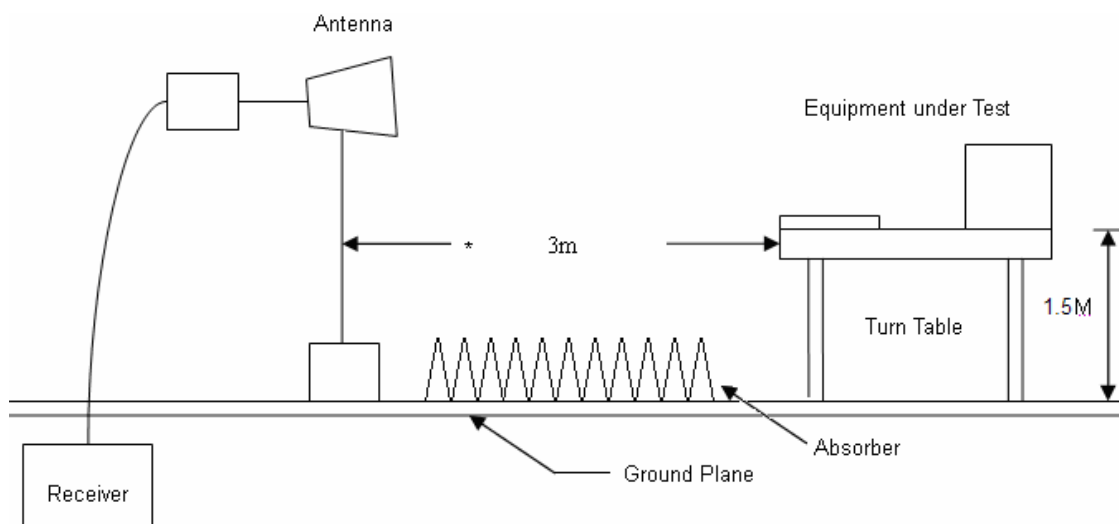 Antenna
Equipment under Test
* 3m
1.5M
Turn Table
Absorber
Ground Plane
Receiver